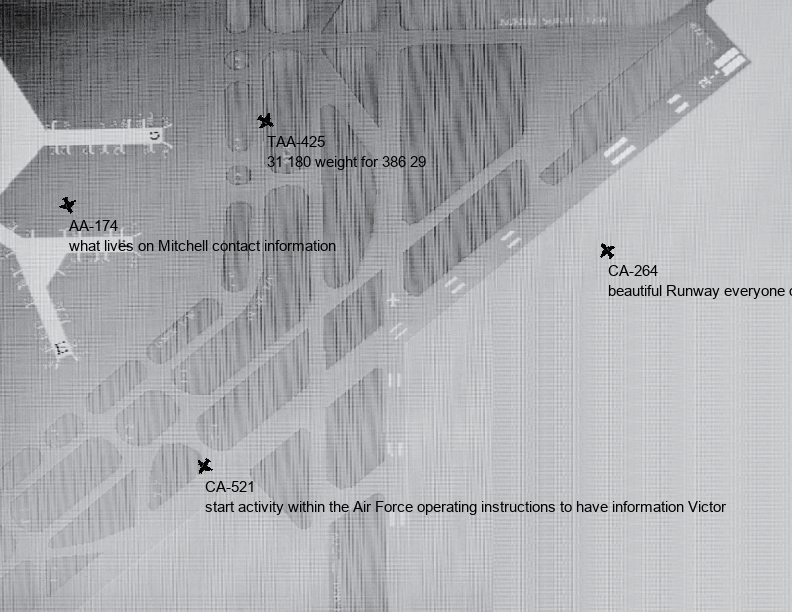 TAA-425
31 180 weight for 386 29
AA-174
what lives on Mitchell contact information
CA-264
beautiful Runway everyone
CA-521
start activity within the Air Force operating instructions to have information Victor